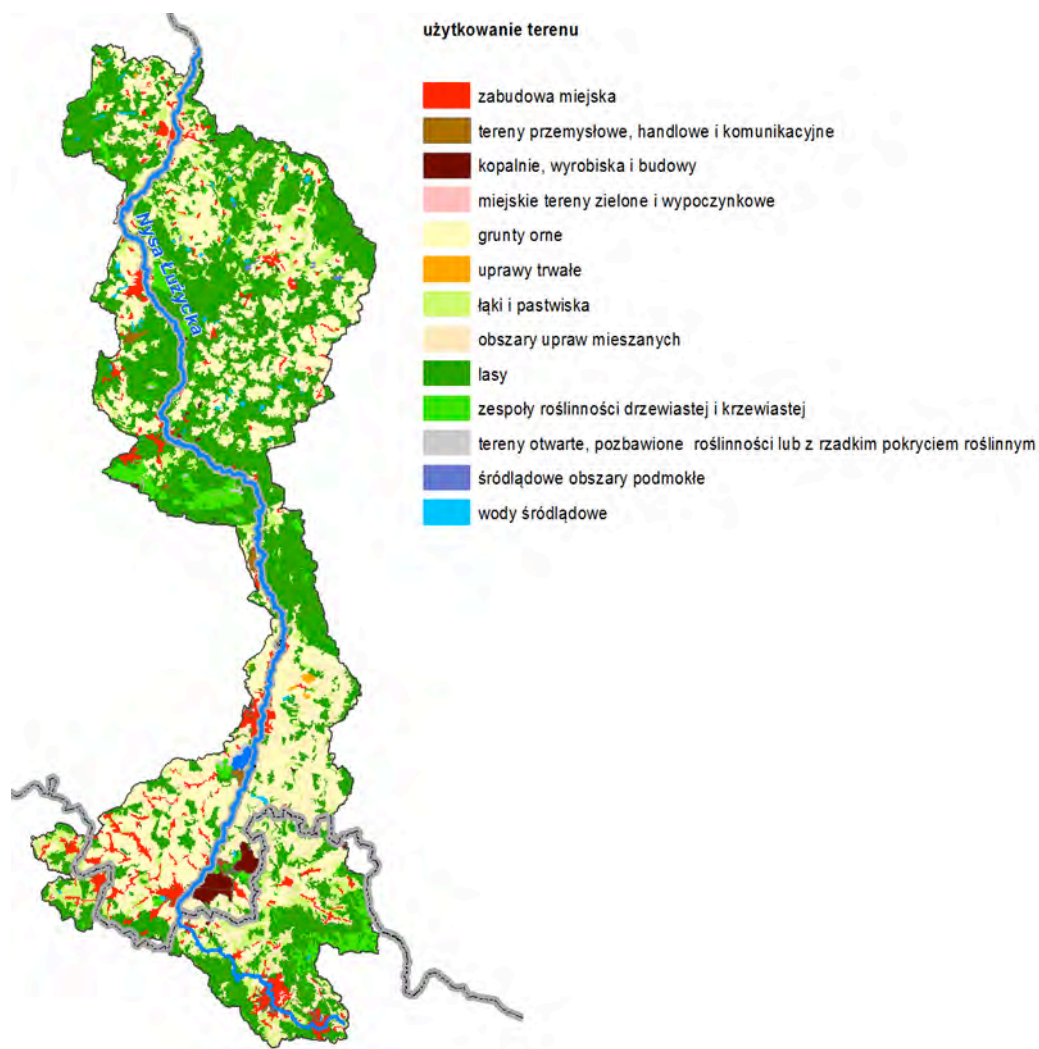 użytkowanie terenu
zabudowa miejska
tereny przemysłowe, handlowe i komunikacyjne
kopalnie, wyrobiska i budowy
miejskie tereny zielone i wypoczynkowe
grunty orne
uprawy trwałe
łąki i pastwiska
obszary upraw mieszanych
lasy
zespoły roślinności drzewiastej i krzewiastej
tereny otwarte, pozbawione roślinności lub z rzadkim pokryciem roślinnym
śródlądowe obszary podmokłe
wody śródlądowe
Nysa Łużycka